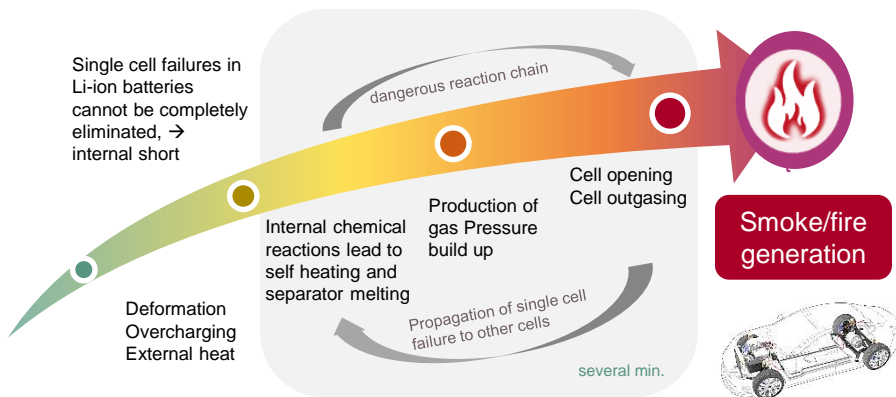 Single cell failures in
Li-ion batteries
cannot be completely
eliminated, →
internal short
dangerous reaction chain
Cell opening
Cell outgasing
Production of
gas Pressure
build up
Internal chemical
reactions lead to
self heating and
separator melting
Smoke/fire
generation
Deformation
Overcharging
External heat
Propagation of single cell
failure to other cells
several min.